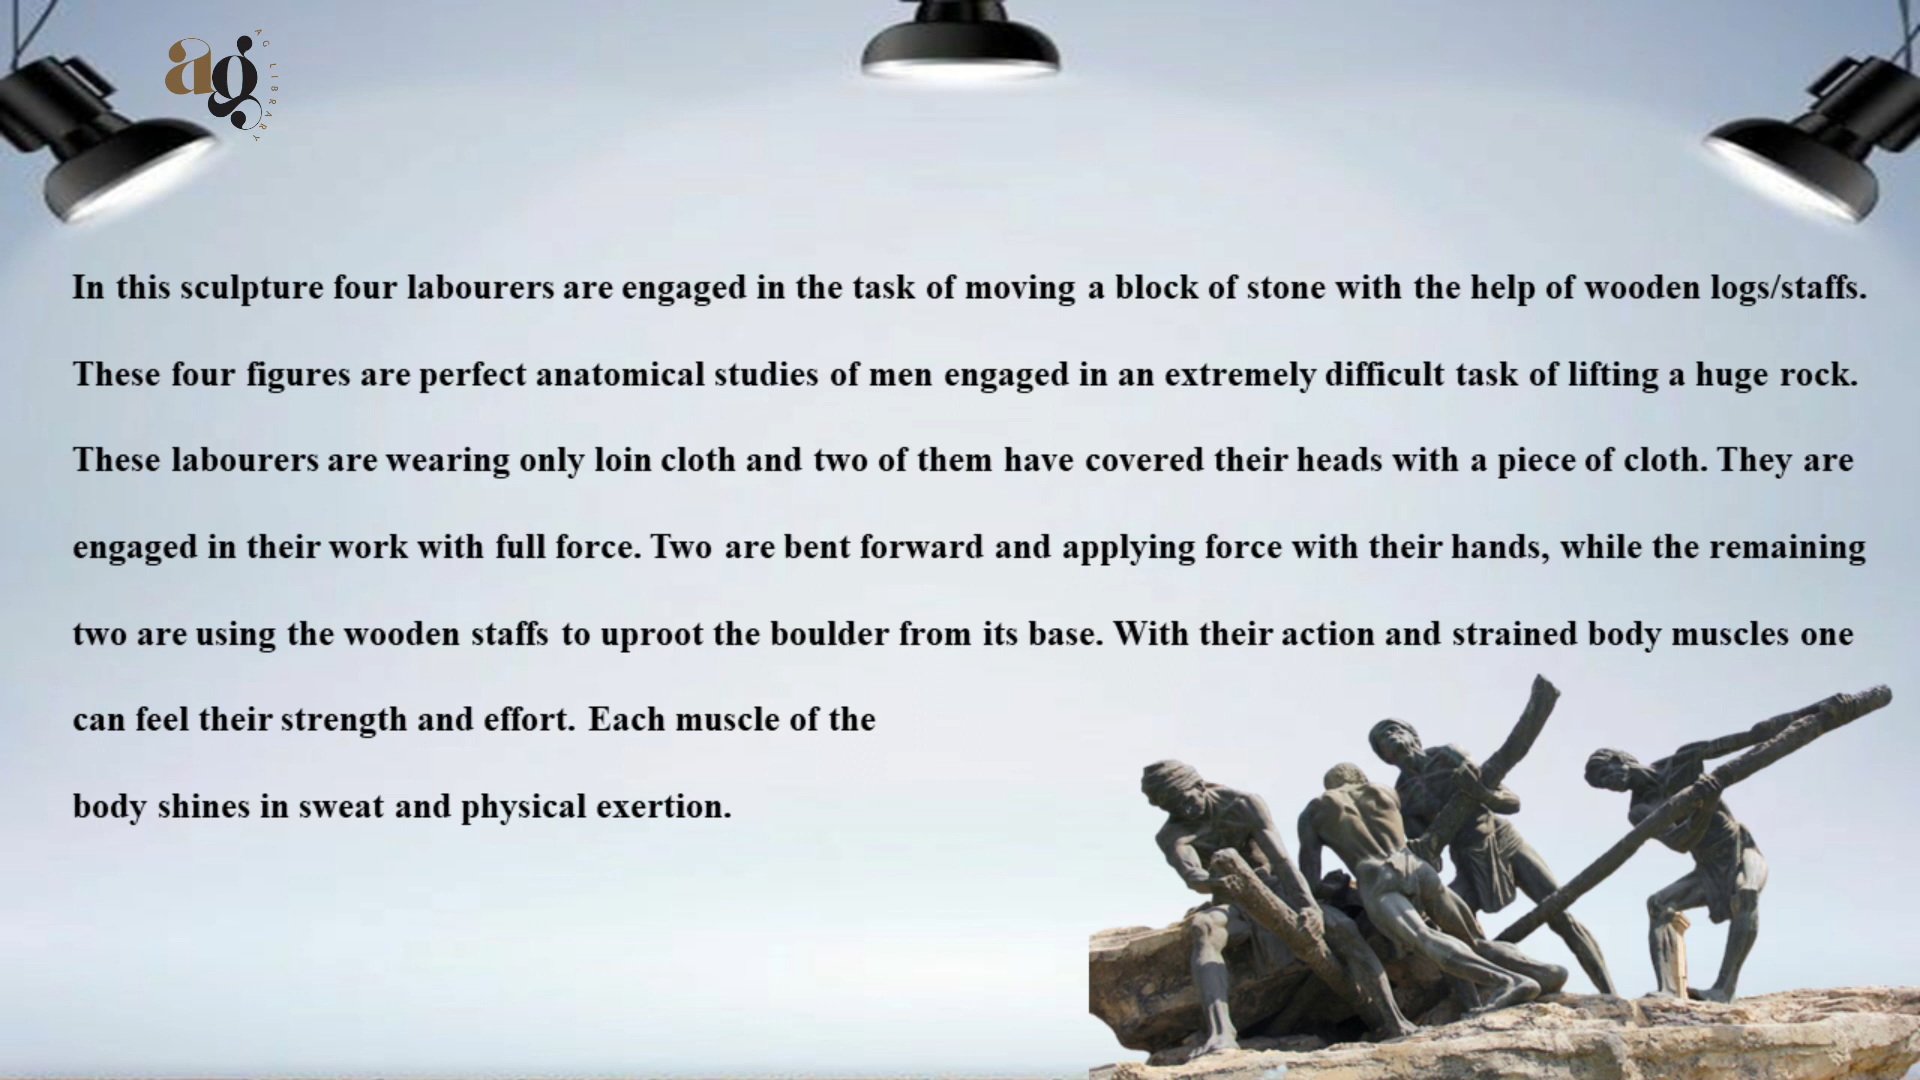 ag
AG LIBRARY
In this sculpture four labourers are engaged in the task of moving a block of stone with the help of wooden logs/staffs.
These four figures are perfect anatomical studies of men engaged in an extremely difficult task of lifting a huge rock.
These labourers are wearing only loin cloth and two of them have covered their heads with a piece of cloth. They are
engaged in their work with full force. Two are bent forward and applying force with their hands, while the remaining
two are using the wooden staffs to uproot the boulder from its base. With their action and strained body muscles one
can feel their strength and effort. Each muscle of the
body shines in sweat and physical exertion.